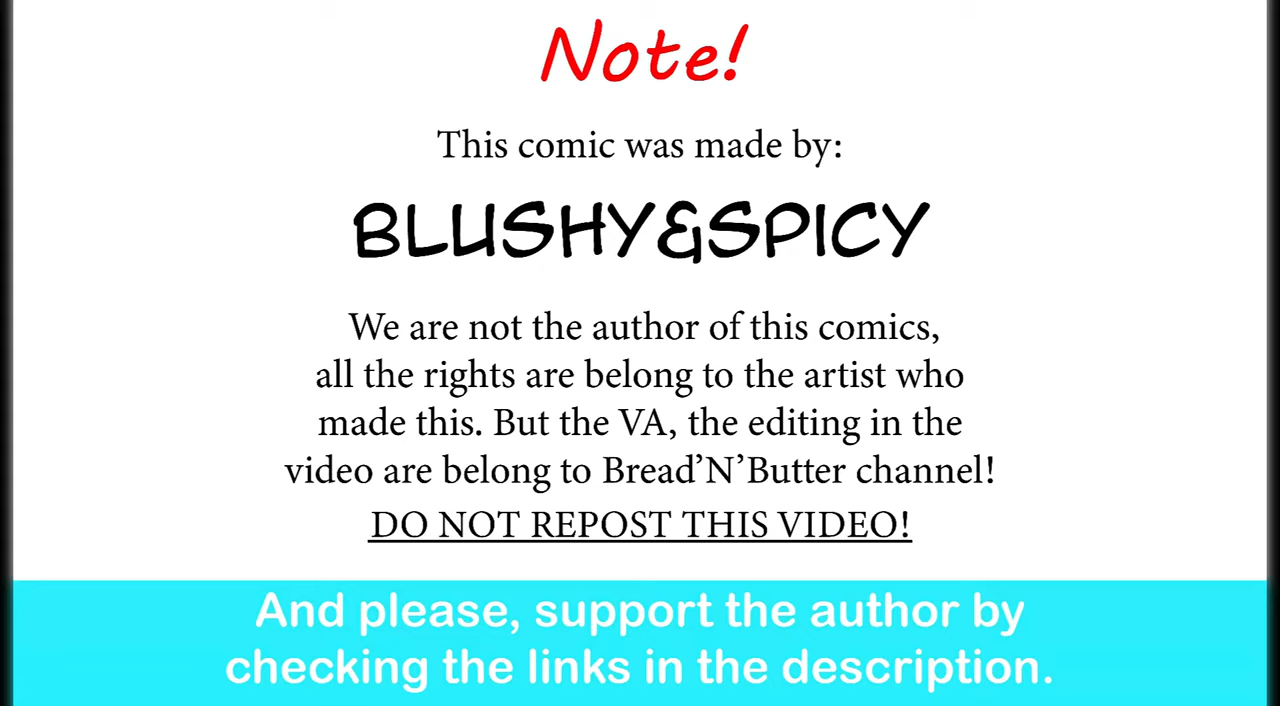 Note!
This comic was made by:
BLUSHY&SPICY
We are not the author of this comics,
all the rights are belong to the artist who
made this. But the VA, the editing in the
video are belong to Bread’N’Butter channel!
DO NOT REPOST THIS VIDEO!
And please, support the author by
checking the links in the description.